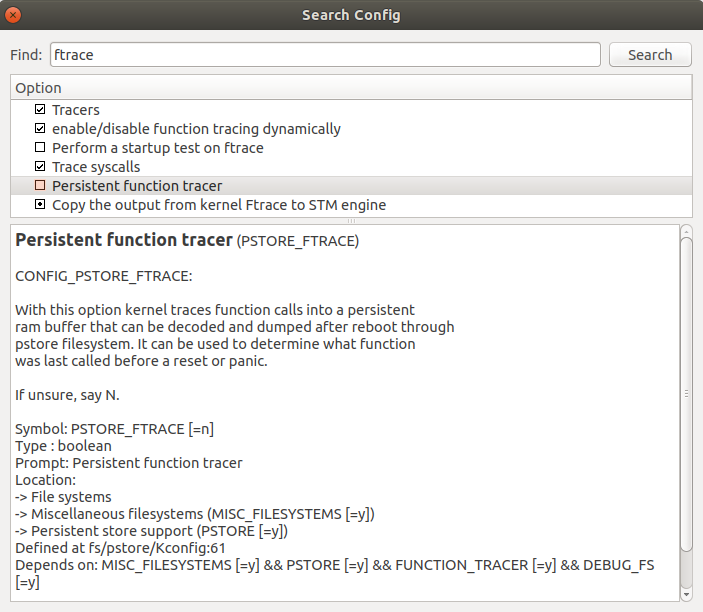 Search Config
Find: ftrace Search
Option
Tracers
enable/disable function tracing dynamically
Perform a startup test on ftrace
Trace syscalls
Persistent function tracer
Copy the output from kernel Ftrace to STM engine
Persistent function tracer (PSTORE_FTRACE)
CONFIG_PSTORE_FTRACE:
With this option kernel traces function calls into a persistent
ram buffer that can be decoded and dumped after reboot through
pstore filesystem. It can be used to determine what function
was last called before a reset or panic.
If unsure, say N.
Symbol: PSTORE_FTRACE [=n]
Type : boolean
Prompt: Persistent function tracer
Location:
-> File systems
-> Miscellaneous filesystems (MISC_FILESYSTEMS [=y])
-> Persistent store support (PSTORE [=y])
Defined at fs/pstore/Kconfig:61
Depends on: MISC_FILESYSTEMS [=y] && PSTORE [=y] && FUNCTION_TRACER [=y] && DEBUG_FS
[=y]